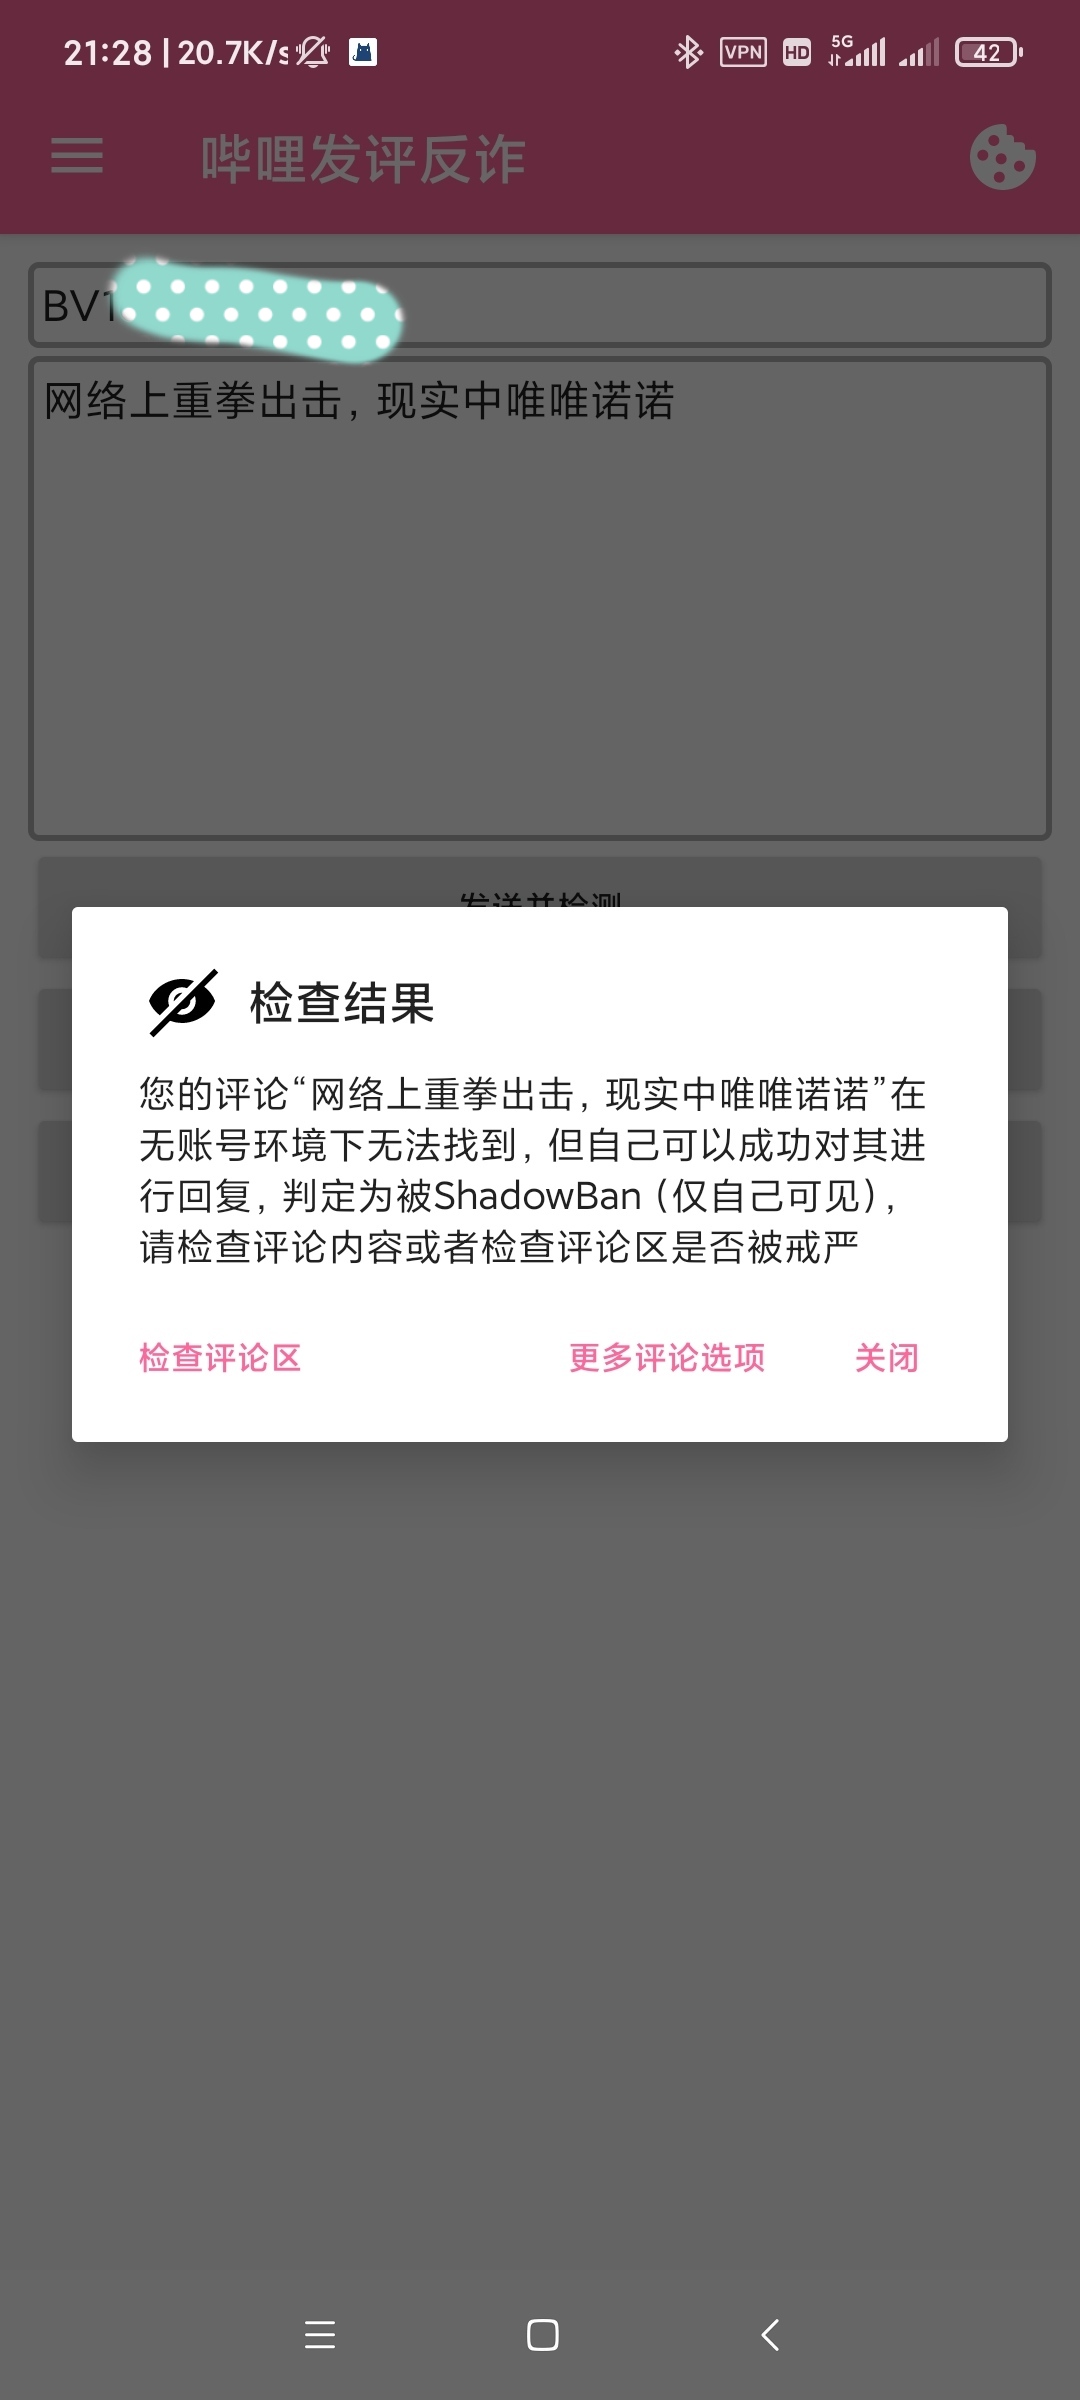 21:28 | 20.7K/s
VPN HD 5G 42
哔哩发评反诈
BV1
网络上重拳出击，现实中唯唯诺诺
发送并检测
检查结果
您的评论“网络上重拳出击，现实中唯唯诺诺”在
无账号环境下无法找到，但自己可以成功对其进
行回复，判定为被ShadowBan（仅自己可见），
请检查评论内容或者检查评论区是否被戒严
检查评论区 更多评论选项 关闭